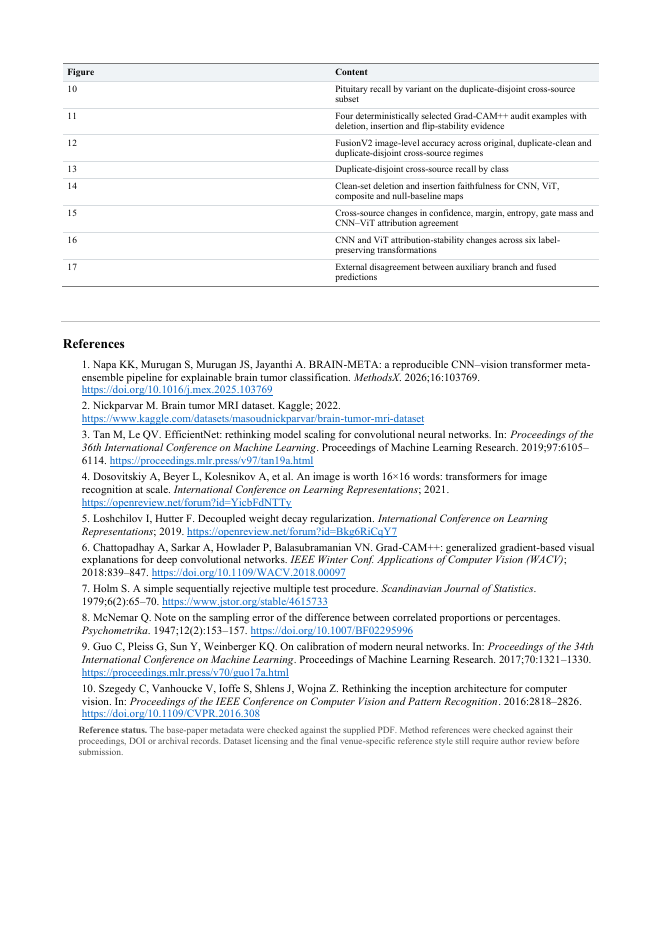 Figure Content
10 Pituitary recall by variant on the duplicate-disjoint cross-source
subset
11 Four deterministically selected Grad-CAM++ audit examples with
deletion, insertion and flip-stability evidence
12 FusionV2 image-level accuracy across original, duplicate-clean and
duplicate-disjoint cross-source regimes
13 Duplicate-disjoint cross-source recall by class
14 Clean-set deletion and insertion faithfulness for CNN, ViT,
composite and null-baseline maps
15 Cross-source changes in confidence, margin, entropy, gate mass and
CNN–ViT attribution agreement
16 CNN and ViT attribution-stability changes across six label-
preserving transformations
17 External disagreement between auxiliary branch and fused
predictions
References
1. Napa KK, Murugan S, Murugan JS, Jayanthi A. BRAIN-META: a reproducible CNN–vision transformer meta-
ensemble pipeline for explainable brain tumor classification. MethodsX. 2026;16:103769.
https://doi.org/10.1016/j.mex.2025.103769
2. Nickparvar M. Brain tumor MRI dataset. Kaggle; 2022.
https://www.kaggle.com/datasets/masoudnickparvar/brain-tumor-mri-dataset
3. Tan M, Le QV. EfficientNet: rethinking model scaling for convolutional neural networks. In: Proceedings of the
36th International Conference on Machine Learning. Proceedings of Machine Learning Research. 2019;97:6105–
6114. https://proceedings.mlr.press/v97/tan19a.html
4. Dosovitskiy A, Beyer L, Kolesnikov A, et al. An image is worth 16×16 words: transformers for image
recognition at scale. International Conference on Learning Representations; 2021.
https://openreview.net/forum?id=YicbFdNTTy
5. Loshchilov I, Hutter F. Decoupled weight decay regularization. International Conference on Learning
Representations; 2019. https://openreview.net/forum?id=Bkg6RiCqY7
6. Chattopadhay A, Sarkar A, Howlader P, Balasubramanian VN. Grad-CAM++: generalized gradient-based visual
explanations for deep convolutional networks. IEEE Winter Conf. Applications of Computer Vision (WACV);
2018:839–847. https://doi.org/10.1109/WACV.2018.00097
7. Holm S. A simple sequentially rejective multiple test procedure. Scandinavian Journal of Statistics.
1979;6(2):65–70. https://www.jstor.org/stable/4615733
8. McNemar Q. Note on the sampling error of the difference between correlated proportions or percentages.
Psychometrika. 1947;12(2):153–157. https://doi.org/10.1007/BF02295996
9. Guo C, Pleiss G, Sun Y, Weinberger KQ. On calibration of modern neural networks. In: Proceedings of the 34th
International Conference on Machine Learning. Proceedings of Machine Learning Research. 2017;70:1321–1330.
https://proceedings.mlr.press/v70/guo17a.html
10. Szegedy C, Vanhoucke V, Ioffe S, Shlens J, Wojna Z. Rethinking the inception architecture for computer
vision. In: Proceedings of the IEEE Conference on Computer Vision and Pattern Recognition. 2016:2818–2826.
https://doi.org/10.1109/CVPR.2016.308
Reference status. The base-paper metadata were checked against the supplied PDF. Method references were checked against their
proceedings, DOI or archival records. Dataset licensing and the final venue-specific reference style still require author review before
submission.